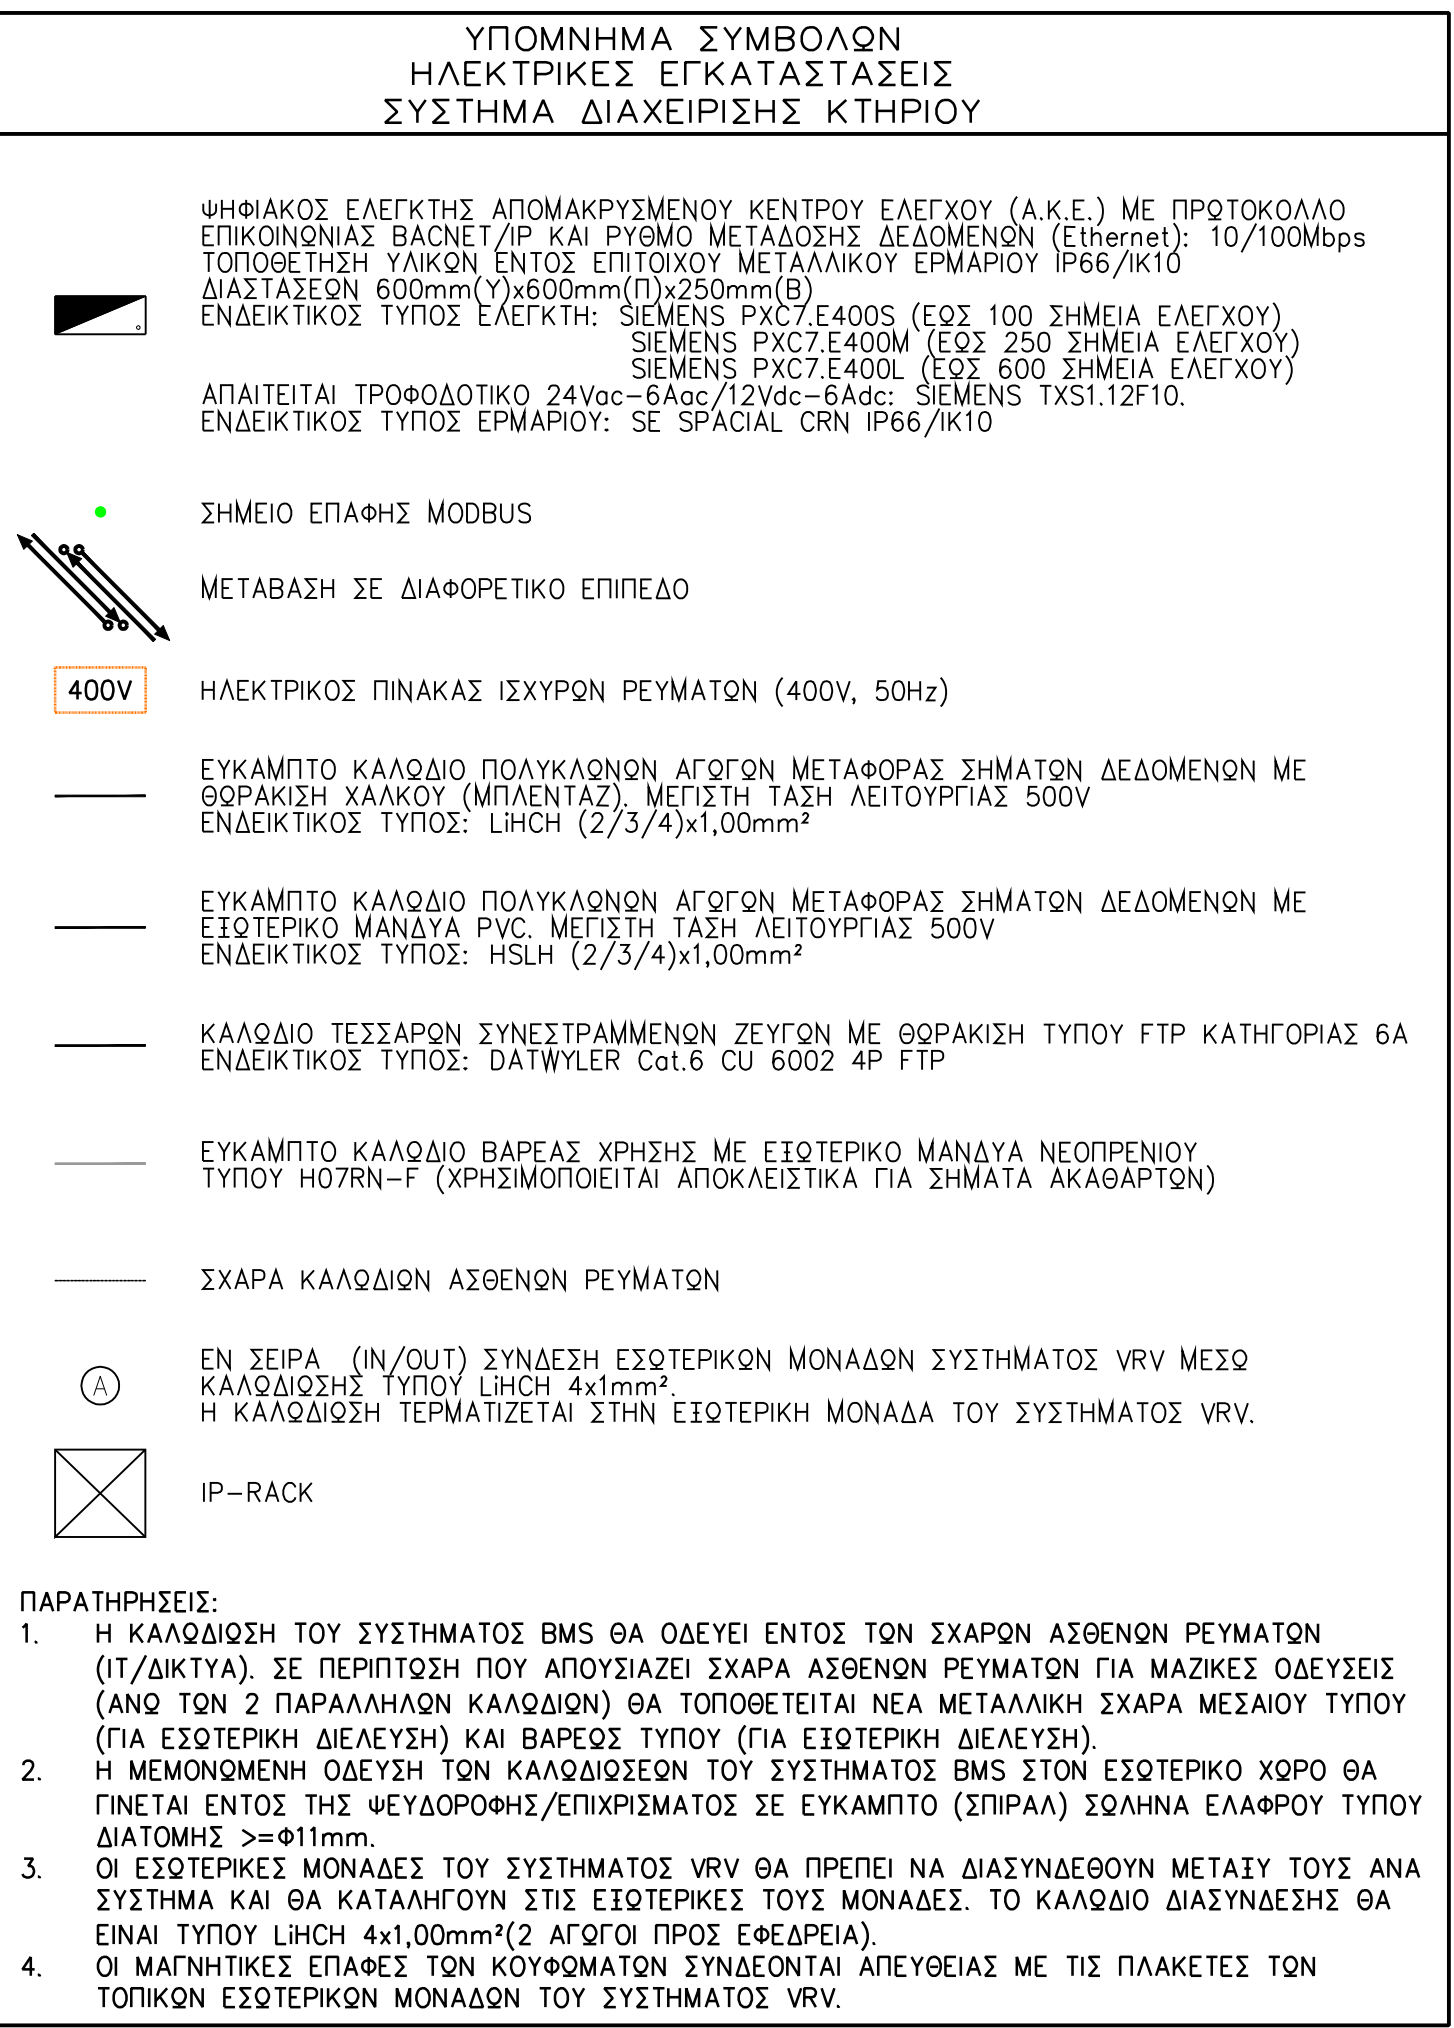 ΥΠΟΜΝΗΜΑ ΣΥΜΒΟΛΩΝ
ΗΛΕΚΤΡΙΚΕΣ ΕΓΚΑΤΑΣΤΑΣΕΙΣ
ΣΥΣΤΗΜΑ ΔΙΑΧΕΙΡΙΣΗΣ ΚΤΗΡΙΟΥ
ΨΗΦΙΑΚΟΣ ΕΛΕΓΚΤΗΣ ΑΠΟΜΑΚΡΥΣΜΕΝΟΥ ΚΕΝΤΡΟΥ ΕΛΕΓΧΟΥ (Α.Κ.Ε.) ΜΕ ΠΡΩΤΟΚΟΛΛΟ
ΕΠΙΚΟΙΝΩΝΙΑΣ BACNET/IP ΚΑΙ ΡΥΘΜΟ ΜΕΤΑΔΟΣΗΣ ΔΕΔΟΜΕΝΩΝ (Ethernet): 10/100Mbps
ΤΟΠΟΘΕΤΗΣΗ ΥΛΙΚΩΝ ΕΝΤΟΣ ΕΠΙΤΟΙΧΟΥ ΜΕΤΑΛΛΙΚΟΥ ΕΡΜΑΡΙΟΥ IP66/IK10
ΔΙΑΣΤΑΣΕΩΝ 600mm(Υ)x600mm(Π)x250mm(Β)
ΕΝΔΕΙΚΤΙΚΟΣ ΤΥΠΟΣ ΕΛΕΓΚΤΗ: SIEMENS PXC7.E400S (ΕΩΣ 100 ΣΗΜΕΙΑ ΕΛΕΓΧΟΥ)
SIEMENS PXC7.E400M (ΕΩΣ 250 ΣΗΜΕΙΑ ΕΛΕΓΧΟΥ)
SIEMENS PXC7.E400L (ΕΩΣ 600 ΣΗΜΕΙΑ ΕΛΕΓΧΟΥ)
ΑΠΑΙΤΕΙΤΑΙ ΤΡΟΦΟΔΟΤΙΚΟ 24Vac-6Aac/12Vdc-6Adc: SIEMENS TXS1.12F10.
ΕΝΔΕΙΚΤΙΚΟΣ ΤΥΠΟΣ ΕΡΜΑΡΙΟΥ: SE SPACIAL CRN IP66/IK10
ΣΗΜΕΙΟ ΕΠΑΦΗΣ MODBUS
ΜΕΤΑΒΑΣΗ ΣΕ ΔΙΑΦΟΡΕΤΙΚΟ ΕΠΙΠΕΔΟ
400V ΗΛΕΚΤΡΙΚΟΣ ΠΙΝΑΚΑΣ ΙΣΧΥΡΩΝ ΡΕΥΜΑΤΩΝ (400V, 50Hz)
ΕΥΚΑΜΠΤΟ ΚΑΛΩΔΙΟ ΠΟΛΥΚΛΩΝΩΝ ΑΓΩΓΩΝ ΜΕΤΑΦΟΡΑΣ ΣΗΜΑΤΩΝ ΔΕΔΟΜΕΝΩΝ ΜΕ
ΘΩΡΑΚΙΣΗ ΧΑΛΚΟΥ (ΜΠΛΕΝΤΑΖ). ΜΕΓΙΣΤΗ ΤΑΣΗ ΛΕΙΤΟΥΡΓΙΑΣ 500V
ΕΝΔΕΙΚΤΙΚΟΣ ΤΥΠΟΣ: LiHCH (2/3/4)x1,00mm²
ΕΥΚΑΜΠΤΟ ΚΑΛΩΔΙΟ ΠΟΛΥΚΛΩΝΩΝ ΑΓΩΓΩΝ ΜΕΤΑΦΟΡΑΣ ΣΗΜΑΤΩΝ ΔΕΔΟΜΕΝΩΝ ΜΕ
ΕΞΩΤΕΡΙΚΟ ΜΑΝΔΥΑ PVC. ΜΕΓΙΣΤΗ ΤΑΣΗ ΛΕΙΤΟΥΡΓΙΑΣ 500V
ΕΝΔΕΙΚΤΙΚΟΣ ΤΥΠΟΣ: HSLH (2/3/4)x1,00mm²
ΚΑΛΩΔΙΟ ΤΕΣΣΑΡΩΝ ΣΥΝΕΣΤΡΑΜΜΕΝΩΝ ΖΕΥΓΩΝ ΜΕ ΘΩΡΑΚΙΣΗ ΤΥΠΟΥ FTP ΚΑΤΗΓΟΡΙΑΣ 6A
ΕΝΔΕΙΚΤΙΚΟΣ ΤΥΠΟΣ: DATWYLER Cat.6 CU 6002 4P FTP
ΕΥΚΑΜΠΤΟ ΚΑΛΩΔΙΟ ΒΑΡΕΑΣ ΧΡΗΣΗΣ ΜΕ ΕΞΩΤΕΡΙΚΟ ΜΑΝΔΥΑ ΝΕΟΠΡΕΝΙΟΥ
ΤΥΠΟΥ H07RN-F (ΧΡΗΣΙΜΟΠΟΙΕΙΤΑΙ ΑΠΟΚΛΕΙΣΤΙΚΑ ΓΙΑ ΣΗΜΑΤΑ ΑΚΑΘΑΡΤΩΝ)
ΣΧΑΡΑ ΚΑΛΩΔΙΩΝ ΑΣΘΕΝΩΝ ΡΕΥΜΑΤΩΝ
ΕΝ ΣΕΙΡΑ (IN/OUT) ΣΥΝΔΕΣΗ ΕΣΩΤΕΡΙΚΩΝ ΜΟΝΑΔΩΝ ΣΥΣΤΗΜΑΤΟΣ VRV ΜΕΣΩ
A ΚΑΛΩΔΙΩΣΗΣ ΤΥΠΟΥ LiHCH 4x1mm².
Η ΚΑΛΩΔΙΩΣΗ ΤΕΡΜΑΤΙΖΕΤΑΙ ΣΤΗΝ ΕΞΩΤΕΡΙΚΗ ΜΟΝΑΔΑ ΤΟΥ ΣΥΣΤΗΜΑΤΟΣ VRV.
IP-RACK
ΠΑΡΑΤΗΡΗΣΕΙΣ:
1. Η ΚΑΛΩΔΙΩΣΗ ΤΟΥ ΣΥΣΤΗΜΑΤΟΣ BMS ΘΑ ΟΔΕΥΕΙ ΕΝΤΟΣ ΤΩΝ ΣΧΑΡΩΝ ΑΣΘΕΝΩΝ ΡΕΥΜΑΤΩΝ
(IT/ΔΙΚΤΥΑ). ΣΕ ΠΕΡΙΠΤΩΣΗ ΠΟΥ ΑΠΟΥΣΙΑΖΕΙ ΣΧΑΡΑ ΑΣΘΕΝΩΝ ΡΕΥΜΑΤΩΝ ΓΙΑ ΜΑΖΙΚΕΣ ΟΔΕΥΣΕΙΣ
(ΑΝΩ ΤΩΝ 2 ΠΑΡΑΛΛΗΛΩΝ ΚΑΛΩΔΙΩΝ) ΘΑ ΤΟΠΟΘΕΤΕΙΤΑΙ ΝΕΑ ΜΕΤΑΛΛΙΚΗ ΣΧΑΡΑ ΜΕΣΑΙΟΥ ΤΥΠΟΥ
(ΓΙΑ ΕΣΩΤΕΡΙΚΗ ΔΙΕΛΕΥΣΗ) ΚΑΙ ΒΑΡΕΩΣ ΤΥΠΟΥ (ΓΙΑ ΕΞΩΤΕΡΙΚΗ ΔΙΕΛΕΥΣΗ).
2. Η ΜΕΜΟΝΩΜΕΝΗ ΟΔΕΥΣΗ ΤΩΝ ΚΑΛΩΔΙΩΣΕΩΝ ΤΟΥ ΣΥΣΤΗΜΑΤΟΣ BMS ΣΤΟΝ ΕΣΩΤΕΡΙΚΟ ΧΩΡΟ ΘΑ
ΓΙΝΕΤΑΙ ΕΝΤΟΣ ΤΗΣ ΨΕΥΔΟΡΟΦΗΣ/ΕΠΙΧΡΙΣΜΑΤΟΣ ΣΕ ΕΥΚΑΜΠΤΟ (ΣΠΙΡΑΛ) ΣΩΛΗΝΑ ΕΛΑΦΡΟΥ ΤΥΠΟΥ
ΔΙΑΤΟΜΗΣ >=Φ11mm.
3. ΟΙ ΕΣΩΤΕΡΙΚΕΣ ΜΟΝΑΔΕΣ ΤΟΥ ΣΥΣΤΗΜΑΤΟΣ VRV ΘΑ ΠΡΕΠΕΙ ΝΑ ΔΙΑΣΥΝΔΕΘΟΥΝ ΜΕΤΑΞΥ ΤΟΥΣ ΑΝΑ
ΣΥΣΤΗΜΑ ΚΑΙ ΘΑ ΚΑΤΑΛΗΓΟΥΝ ΣΤΙΣ ΕΞΩΤΕΡΙΚΕΣ ΤΟΥΣ ΜΟΝΑΔΕΣ. ΤΟ ΚΑΛΩΔΙΟ ΔΙΑΣΥΝΔΕΣΗΣ ΘΑ
ΕΙΝΑΙ ΤΥΠΟΥ LiHCH 4x1,00mm²(2 ΑΓΩΓΟΙ ΠΡΟΣ ΕΦΕΔΡΕΙΑ).
4. ΟΙ ΜΑΓΝΗΤΙΚΕΣ ΕΠΑΦΕΣ ΤΩΝ ΚΟΥΦΩΜΑΤΩΝ ΣΥΝΔΕΟΝΤΑΙ ΑΠΕΥΘΕΙΑΣ ΜΕ ΤΙΣ ΠΛΑΚΕΤΕΣ ΤΩΝ
ΤΟΠΙΚΩΝ ΕΣΩΤΕΡΙΚΩΝ ΜΟΝΑΔΩΝ ΤΟΥ ΣΥΣΤΗΜΑΤΟΣ VRV.